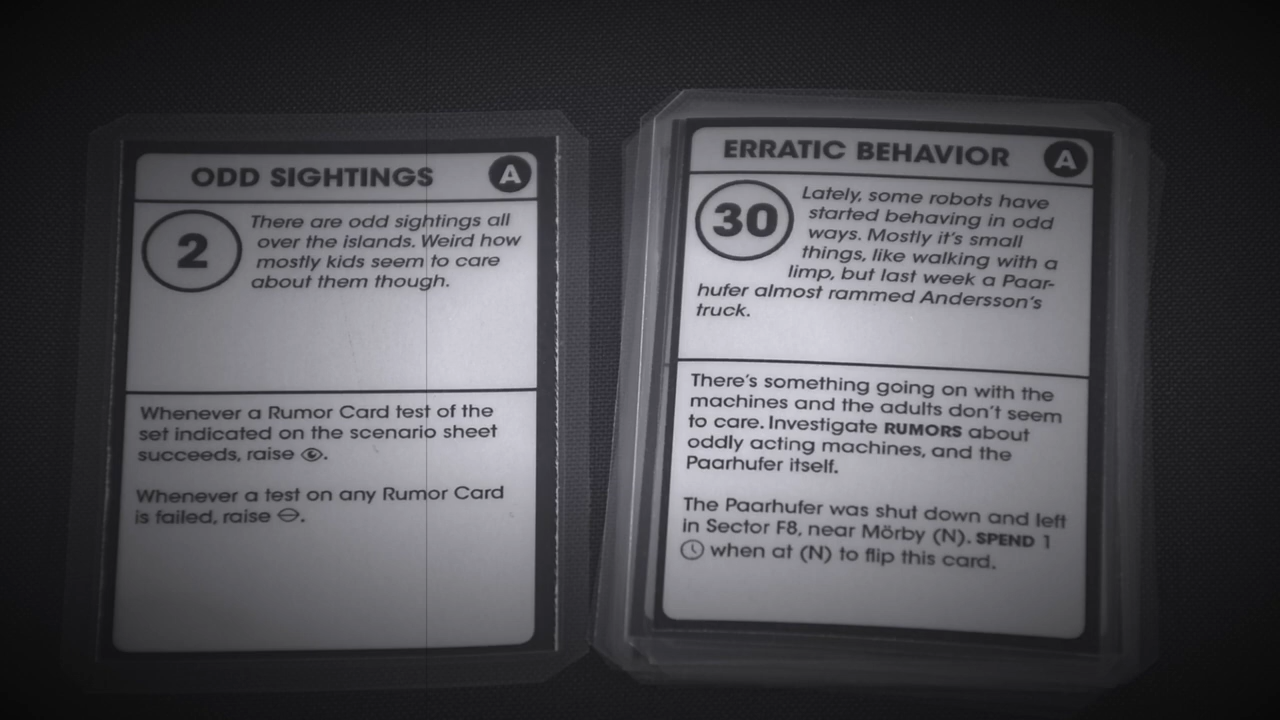 ODD SIGHTINGS A
2
There are odd sightings all
over the islands. Weird how
mostly kids seem to care
about them though.
Whenever a Rumor Card test of the
set indicated on the scenario sheet
succeeds, raise .
Whenever a test on any Rumor Card
is failed, raise .
ERRATIC BEHAVIOR A
30
Lately, some robots have
started behaving in odd
ways. Mostly it's small
things, like walking with a
limp, but last week a Paar-
hufer almost rammed Andersson's
truck.
There's something going on with the
machines and the adults don't seem
to care. Investigate RUMORS about
oddly acting machines, and the
Paarhufer itself.
The Paarhufer was shut down and left
in Sector F8, near Mörby (N). SPEND 1
when at (N) to flip this card.